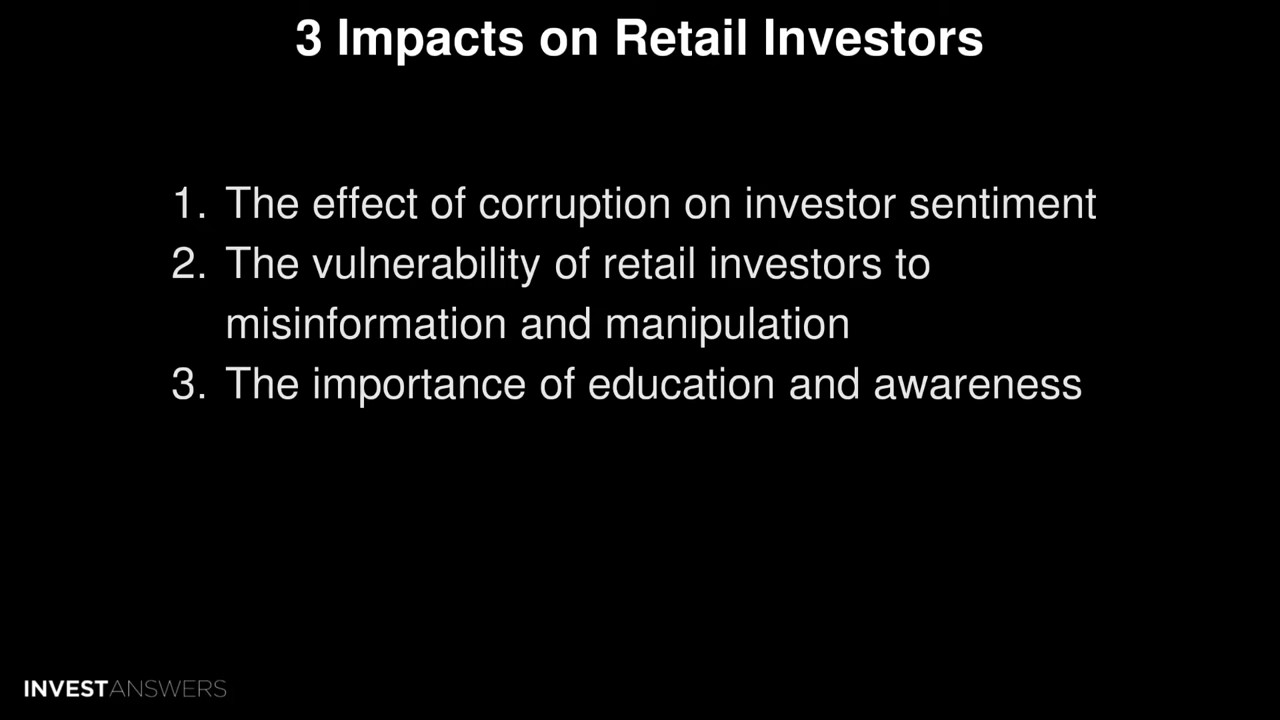 3 Impacts on Retail Investors
1. The effect of corruption on investor sentiment
2. The vulnerability of retail investors to
misinformation and manipulation
3. The importance of education and awareness
INVESTANSWERS